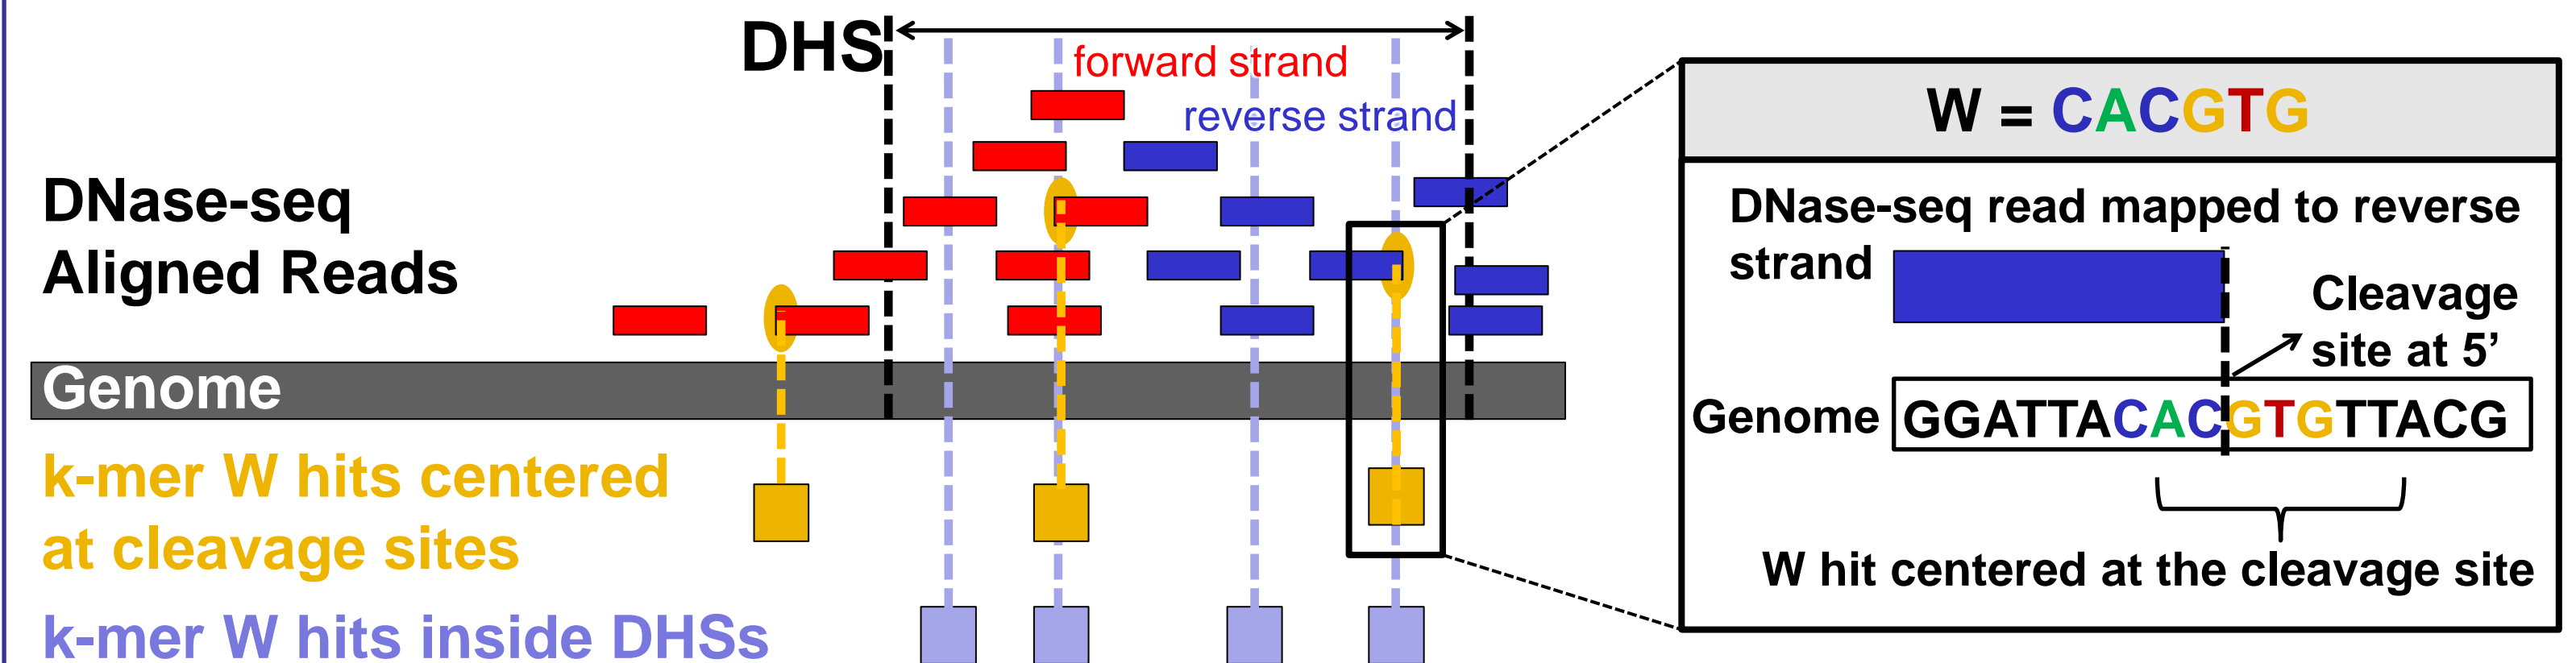 DHS
forward strand
reverse strand
DNase-seq
Aligned Reads
Genome
k-mer W hits centered
at cleavage sites
k-mer W hits inside DHSs
W = CACGTG
DNase-seq read mapped to reverse
strand
Cleavage
site at 5’
Genome
GGATTACACGTGTTACG
W hit centered at the cleavage site